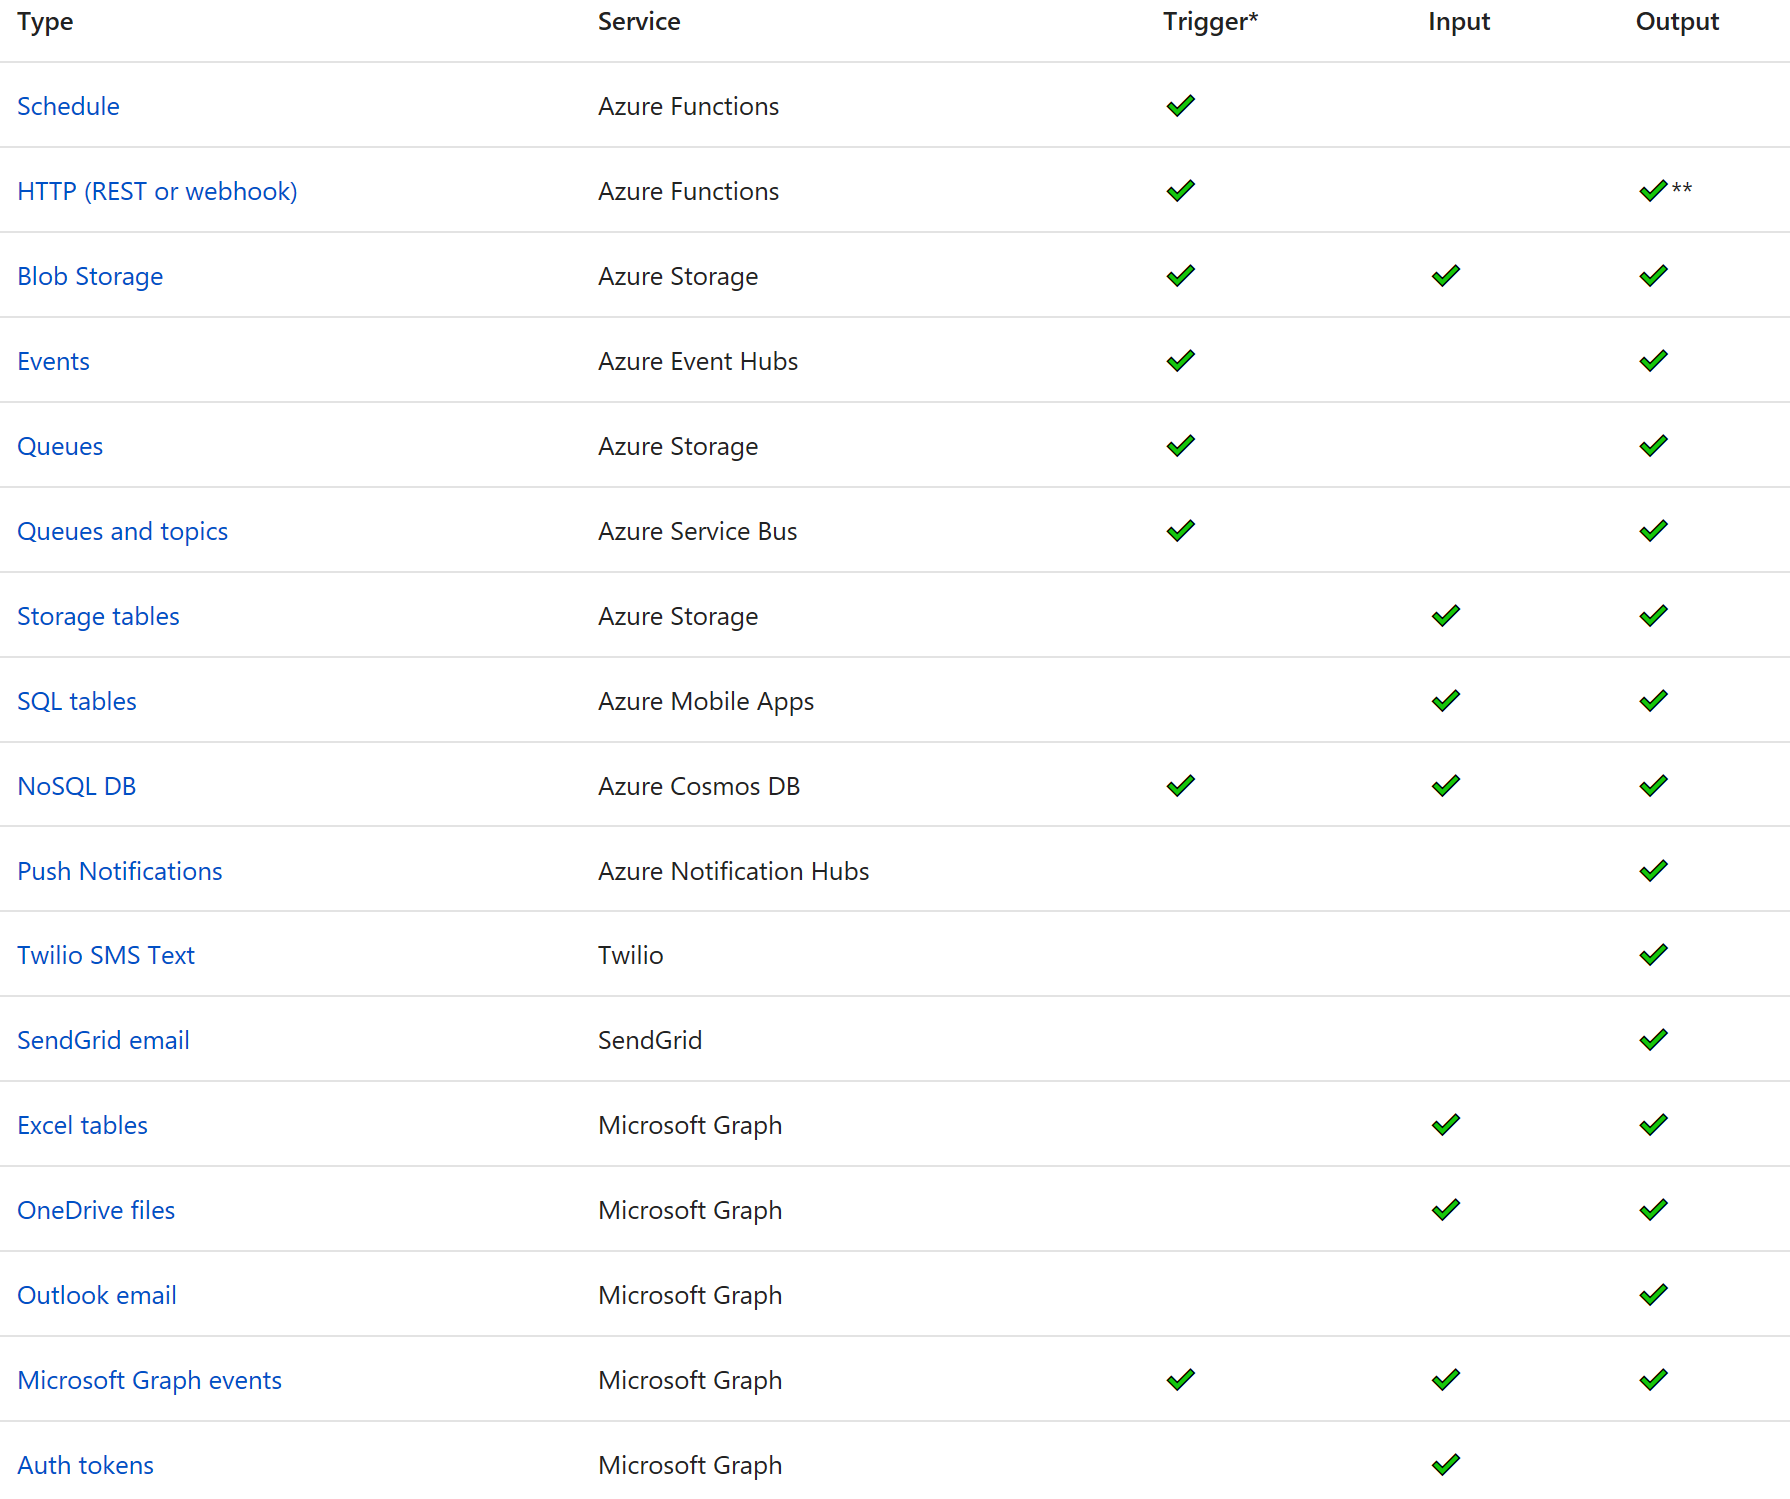 Type Service Trigger* Input Output
Schedule Azure Functions ✔
HTTP (REST or webhook) Azure Functions ✔ ✔**
Blob Storage Azure Storage ✔ ✔ ✔
Events Azure Event Hubs ✔ ✔
Queues Azure Storage ✔ ✔
Queues and topics Azure Service Bus ✔ ✔
Storage tables Azure Storage ✔ ✔
SQL tables Azure Mobile Apps ✔ ✔
NoSQL DB Azure Cosmos DB ✔ ✔ ✔
Push Notifications Azure Notification Hubs ✔
Twilio SMS Text Twilio ✔
SendGrid email SendGrid ✔
Excel tables Microsoft Graph ✔ ✔
OneDrive files Microsoft Graph ✔ ✔
Outlook email Microsoft Graph ✔
Microsoft Graph events Microsoft Graph ✔ ✔ ✔
Auth tokens Microsoft Graph ✔